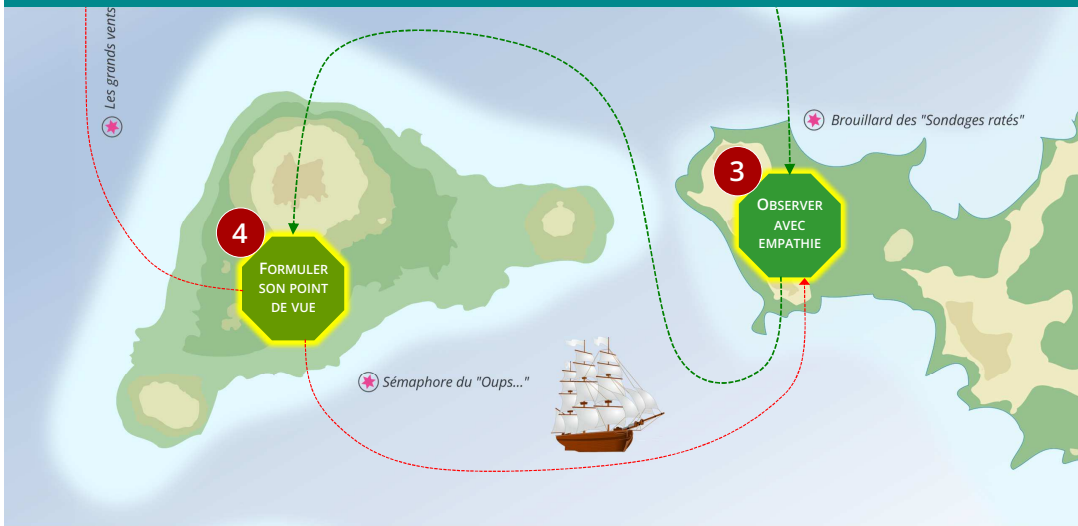 Les grands vents
Brouillard des "Sondages ratés"
3
OBSERVER
AVEC
EMPATHIE
4
FORMULER
SON POINT
DE VUE
Sémaphore du "Oups..."